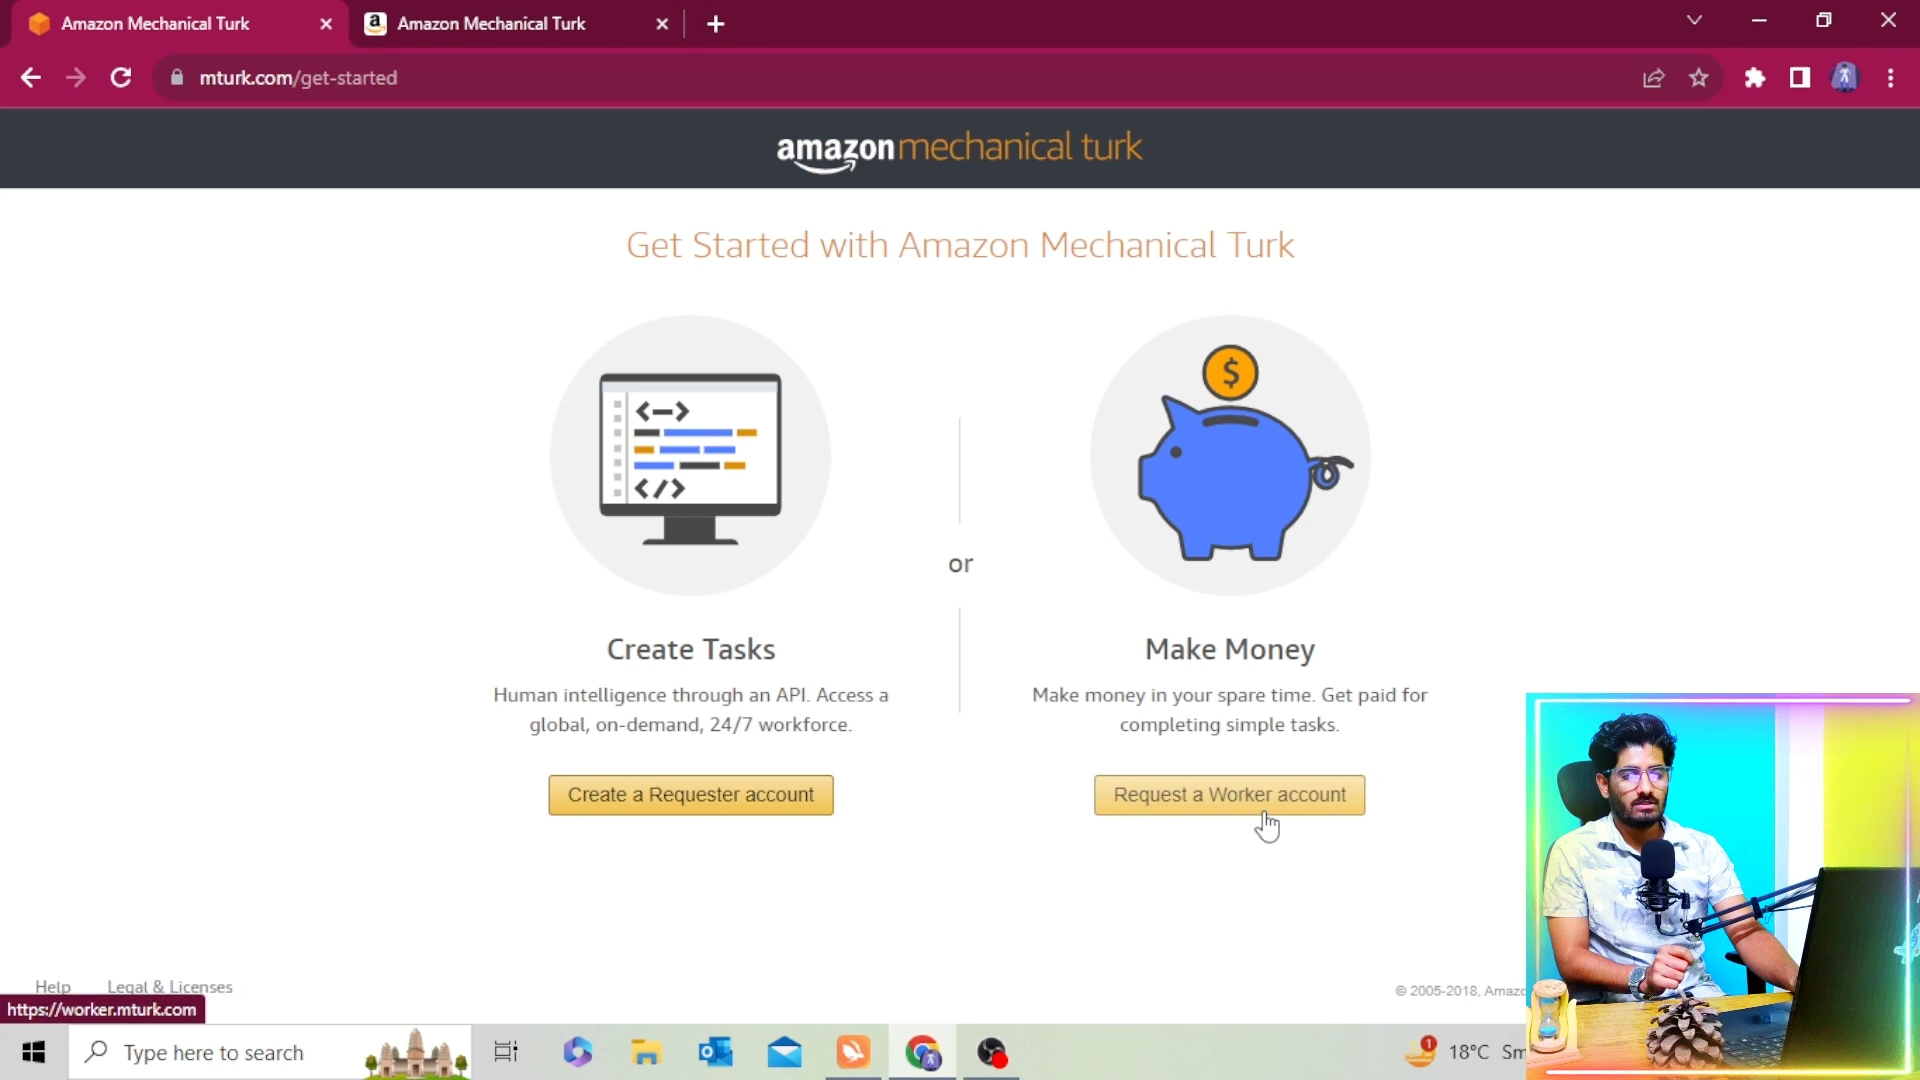 Amazon Mechanical Turk
Amazon Mechanical Turk
mturk.com/get-started
amazon mechanical turk
Get Started with Amazon Mechanical Turk
$
<—>
</>
or
Create Tasks
Human intelligence through an API. Access a
global, on-demand, 24/7 workforce.
Create a Requester account
Make Money
Make money in your spare time. Get paid for
completing simple tasks.
Request a Worker account
Help
Legal & Licenses
© 2005-2018, Amazo
https://worker.mturk.com
Type here to search
1
18°C Sm